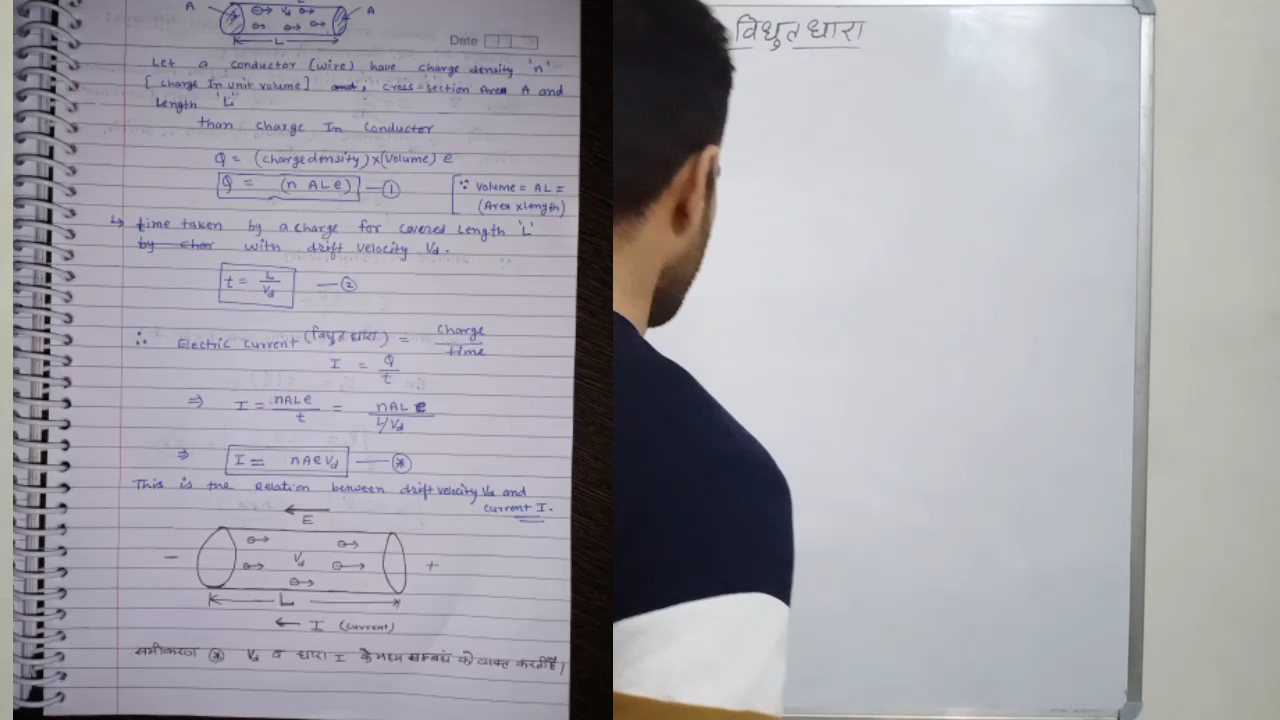 A A
Vd
L
Date
Let a conductor (wire) have charge density 'n'
[charge In unit volume] and, cross-section Area A and
length 'L'
than charge In conductor
Q = (charge density) x (Volume) e
Q = (n A L e) — ①
∵ Volume = AL =
(Area x length)
↳ time taken by a charge for covered Length 'L'
by char with drift velocity Vd.
t = L/Vd — ②
∴ Electric current (विधुत धारा) = charge/time
I = Q/t
⇒ I = nALe/t = nALe/L/Vd
⇒ I = nAeVd — ⊛
This is the Relation between drift velocity Vd and
current I.
E
− Vd +
L
← I (current)
समीकरण ⊛ Vd व धारा I के मध्य सम्बंध को व्यक्त करती है।
विधुत धारा